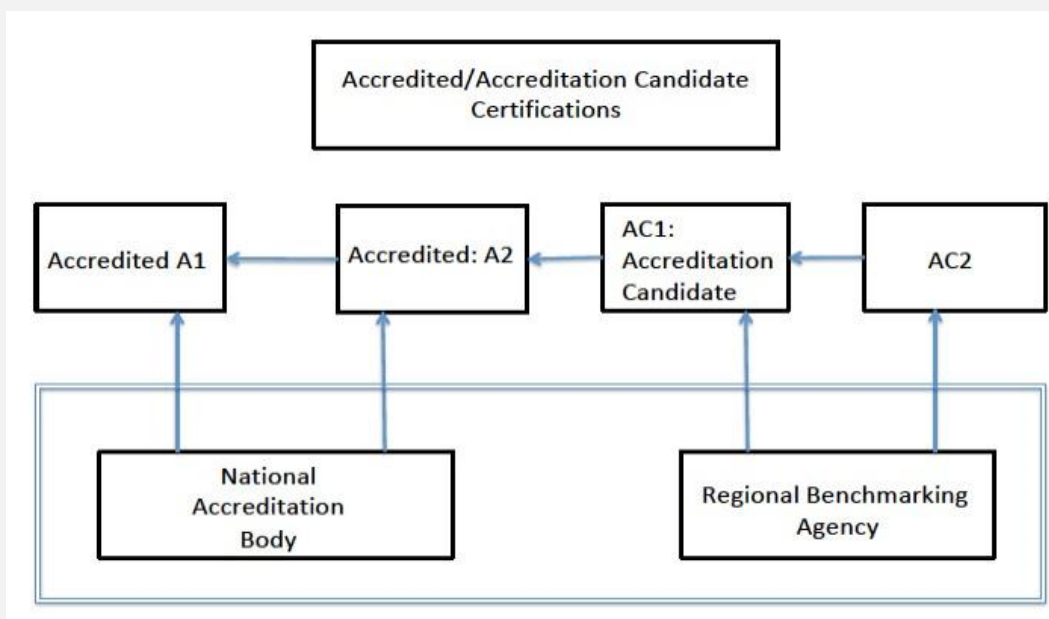 Accredited/Accreditation Candidate
Certifications
Accredited A1
Accredited: A2
AC1:
Accreditation
Candidate
AC2
National
Accreditation
Body
Regional Benchmarking
Agency